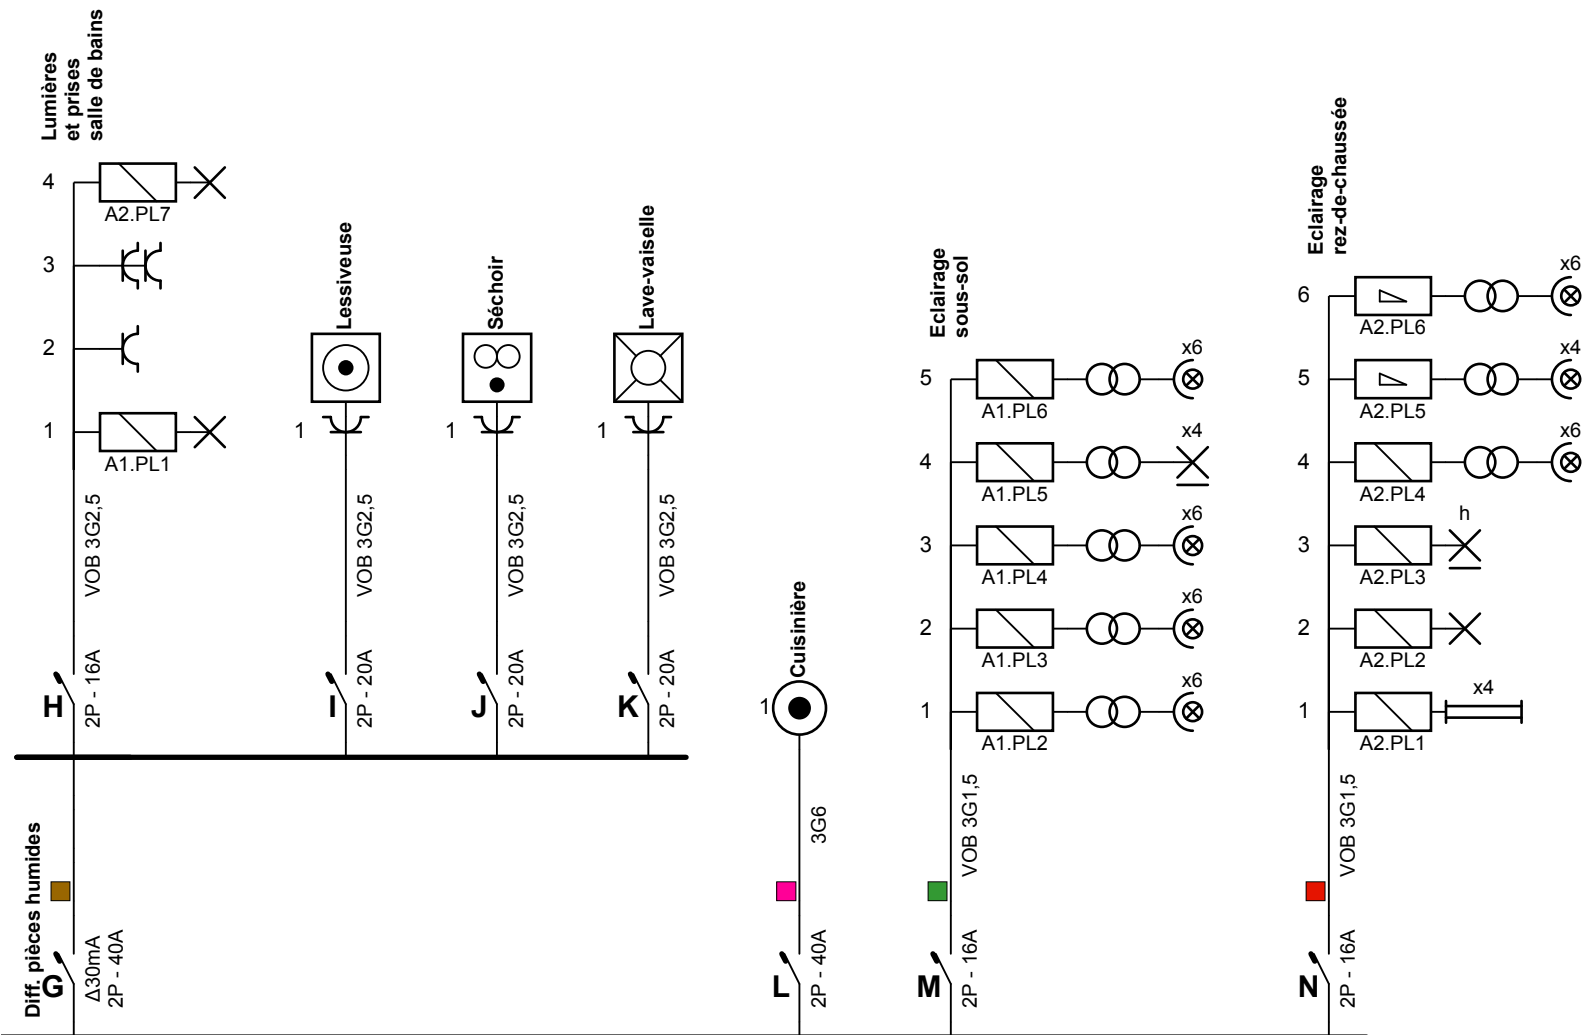 Lumières
et prises
salle de bains
4
A2.PL7
3
2
1
A1.PL1
VOB 3G2,5
H
2P - 16A
Lessiveuse
1
VOB 3G2,5
I
2P - 20A
Séchoir
1
VOB 3G2,5
J
2P - 20A
Lave-vaiselle
1
VOB 3G2,5
K
2P - 20A
Diff. pièces humides
G
Δ30mA
2P - 40A
Cuisinière
1
3G6
L
2P - 40A
Eclairage
sous-sol
x6
5
A1.PL6
x4
4
A1.PL5
x6
3
A1.PL4
x6
2
A1.PL3
x6
1
A1.PL2
VOB 3G1,5
M
2P - 16A
Eclairage
rez-de-chaussée
x6
6
A2.PL6
x4
5
A2.PL5
x6
4
A2.PL4
h
3
A2.PL3
2
A2.PL2
x4
1
A2.PL1
VOB 3G1,5
N
2P - 16A